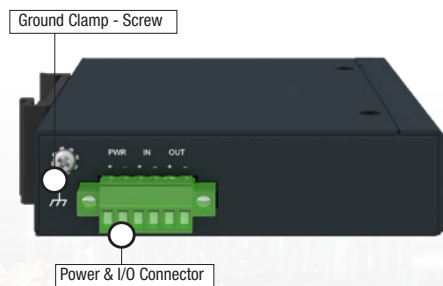 Ground Clamp - Screw
PWR IN OUT
+ - + - + -
Power & I/O Connector